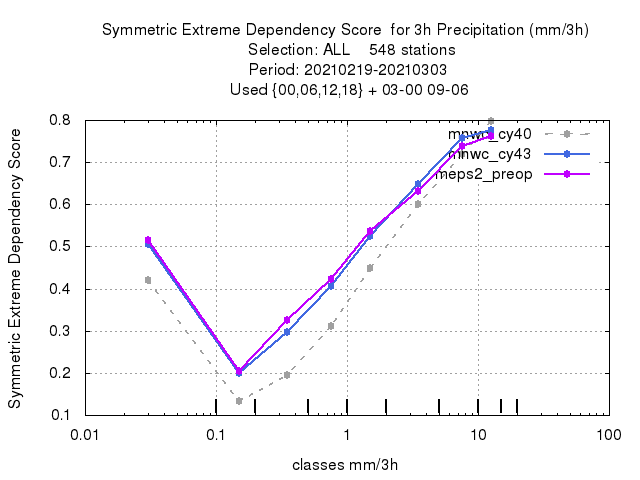 Symmetric Extreme Dependency Score  for 3h Precipitation (mm/3h)
Selection: ALL    548 stations
Period: 20210219-20210303
Used {00,06,12,18} + 03-00 09-06
Symmetric Extreme Dependency Score
0.8
0.7
0.6
0.5
0.4
0.3
0.2
0.1
mnwc_cy40
mnwc_cy43
meps2_preop
0.01
0.1
1
10
100
classes mm/3h